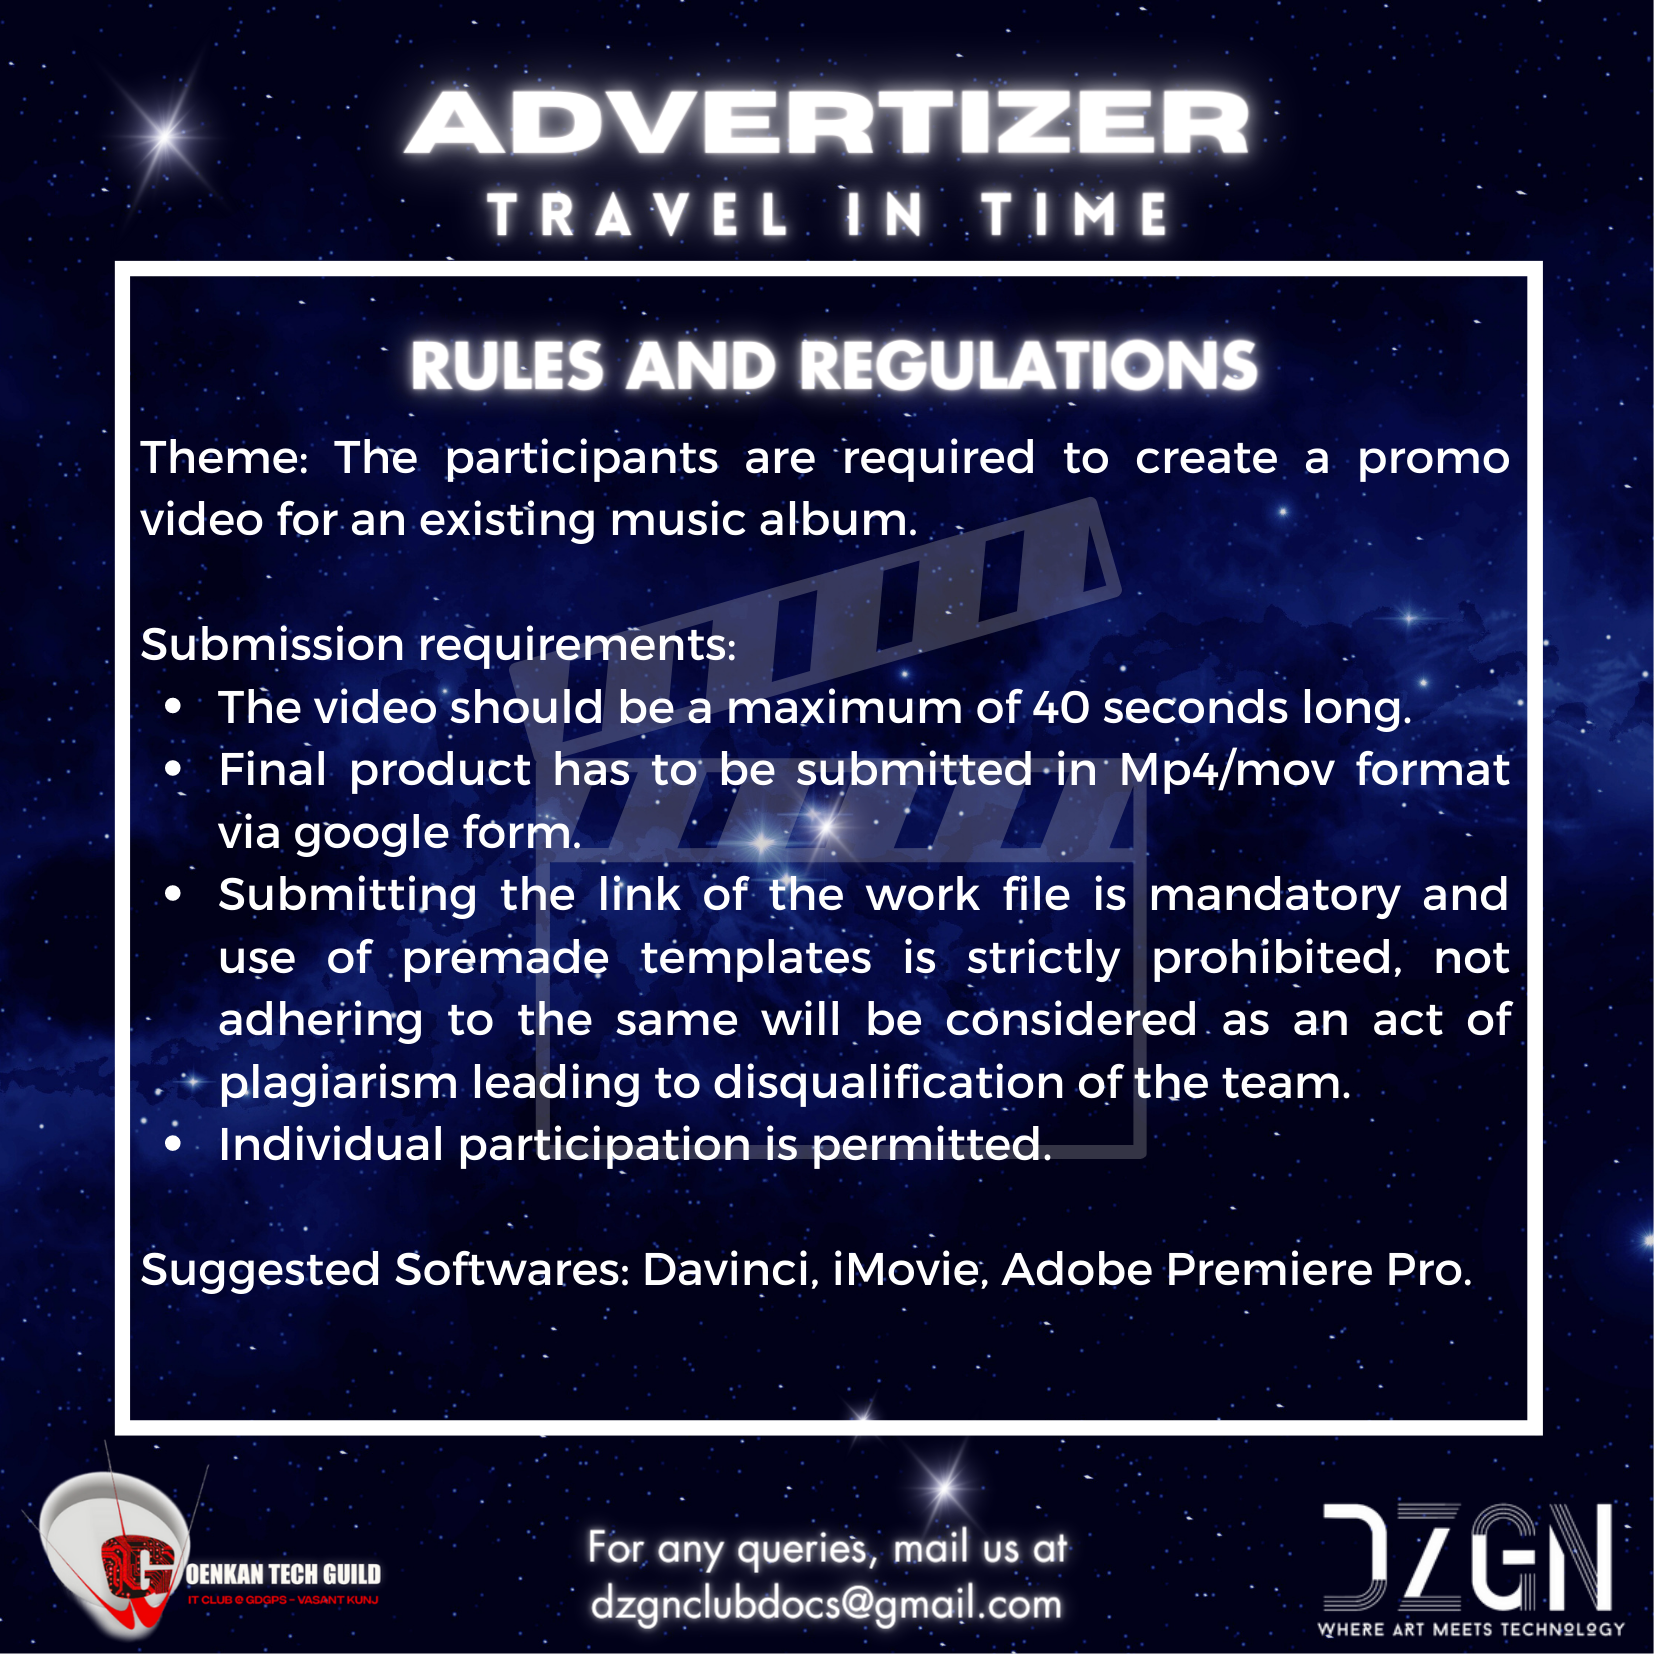 ADVERTIZER
TRAVEL IN TIME
RULES AND REGULATIONS
Theme: The participants are required to create a promo
video for an existing music album.
Submission requirements:
• The video should be a maximum of 40 seconds long.
• Final product has to be submitted in Mp4/mov format
via google form.
• Submitting the link of the work file is mandatory and
use of premade templates is strictly prohibited, not
adhering to the same will be considered as an act of
plagiarism leading to disqualification of the team.
• Individual participation is permitted.
Suggested Softwares: Davinci, iMovie, Adobe Premiere Pro.
GOENKAN TECH GUILD
IT CLUB @ GDGPS - VASANT KUNJ
For any queries, mail us at
dzgnclubdocs@gmail.com
DZGN
WHERE ART MEETS TECHNOLOGY